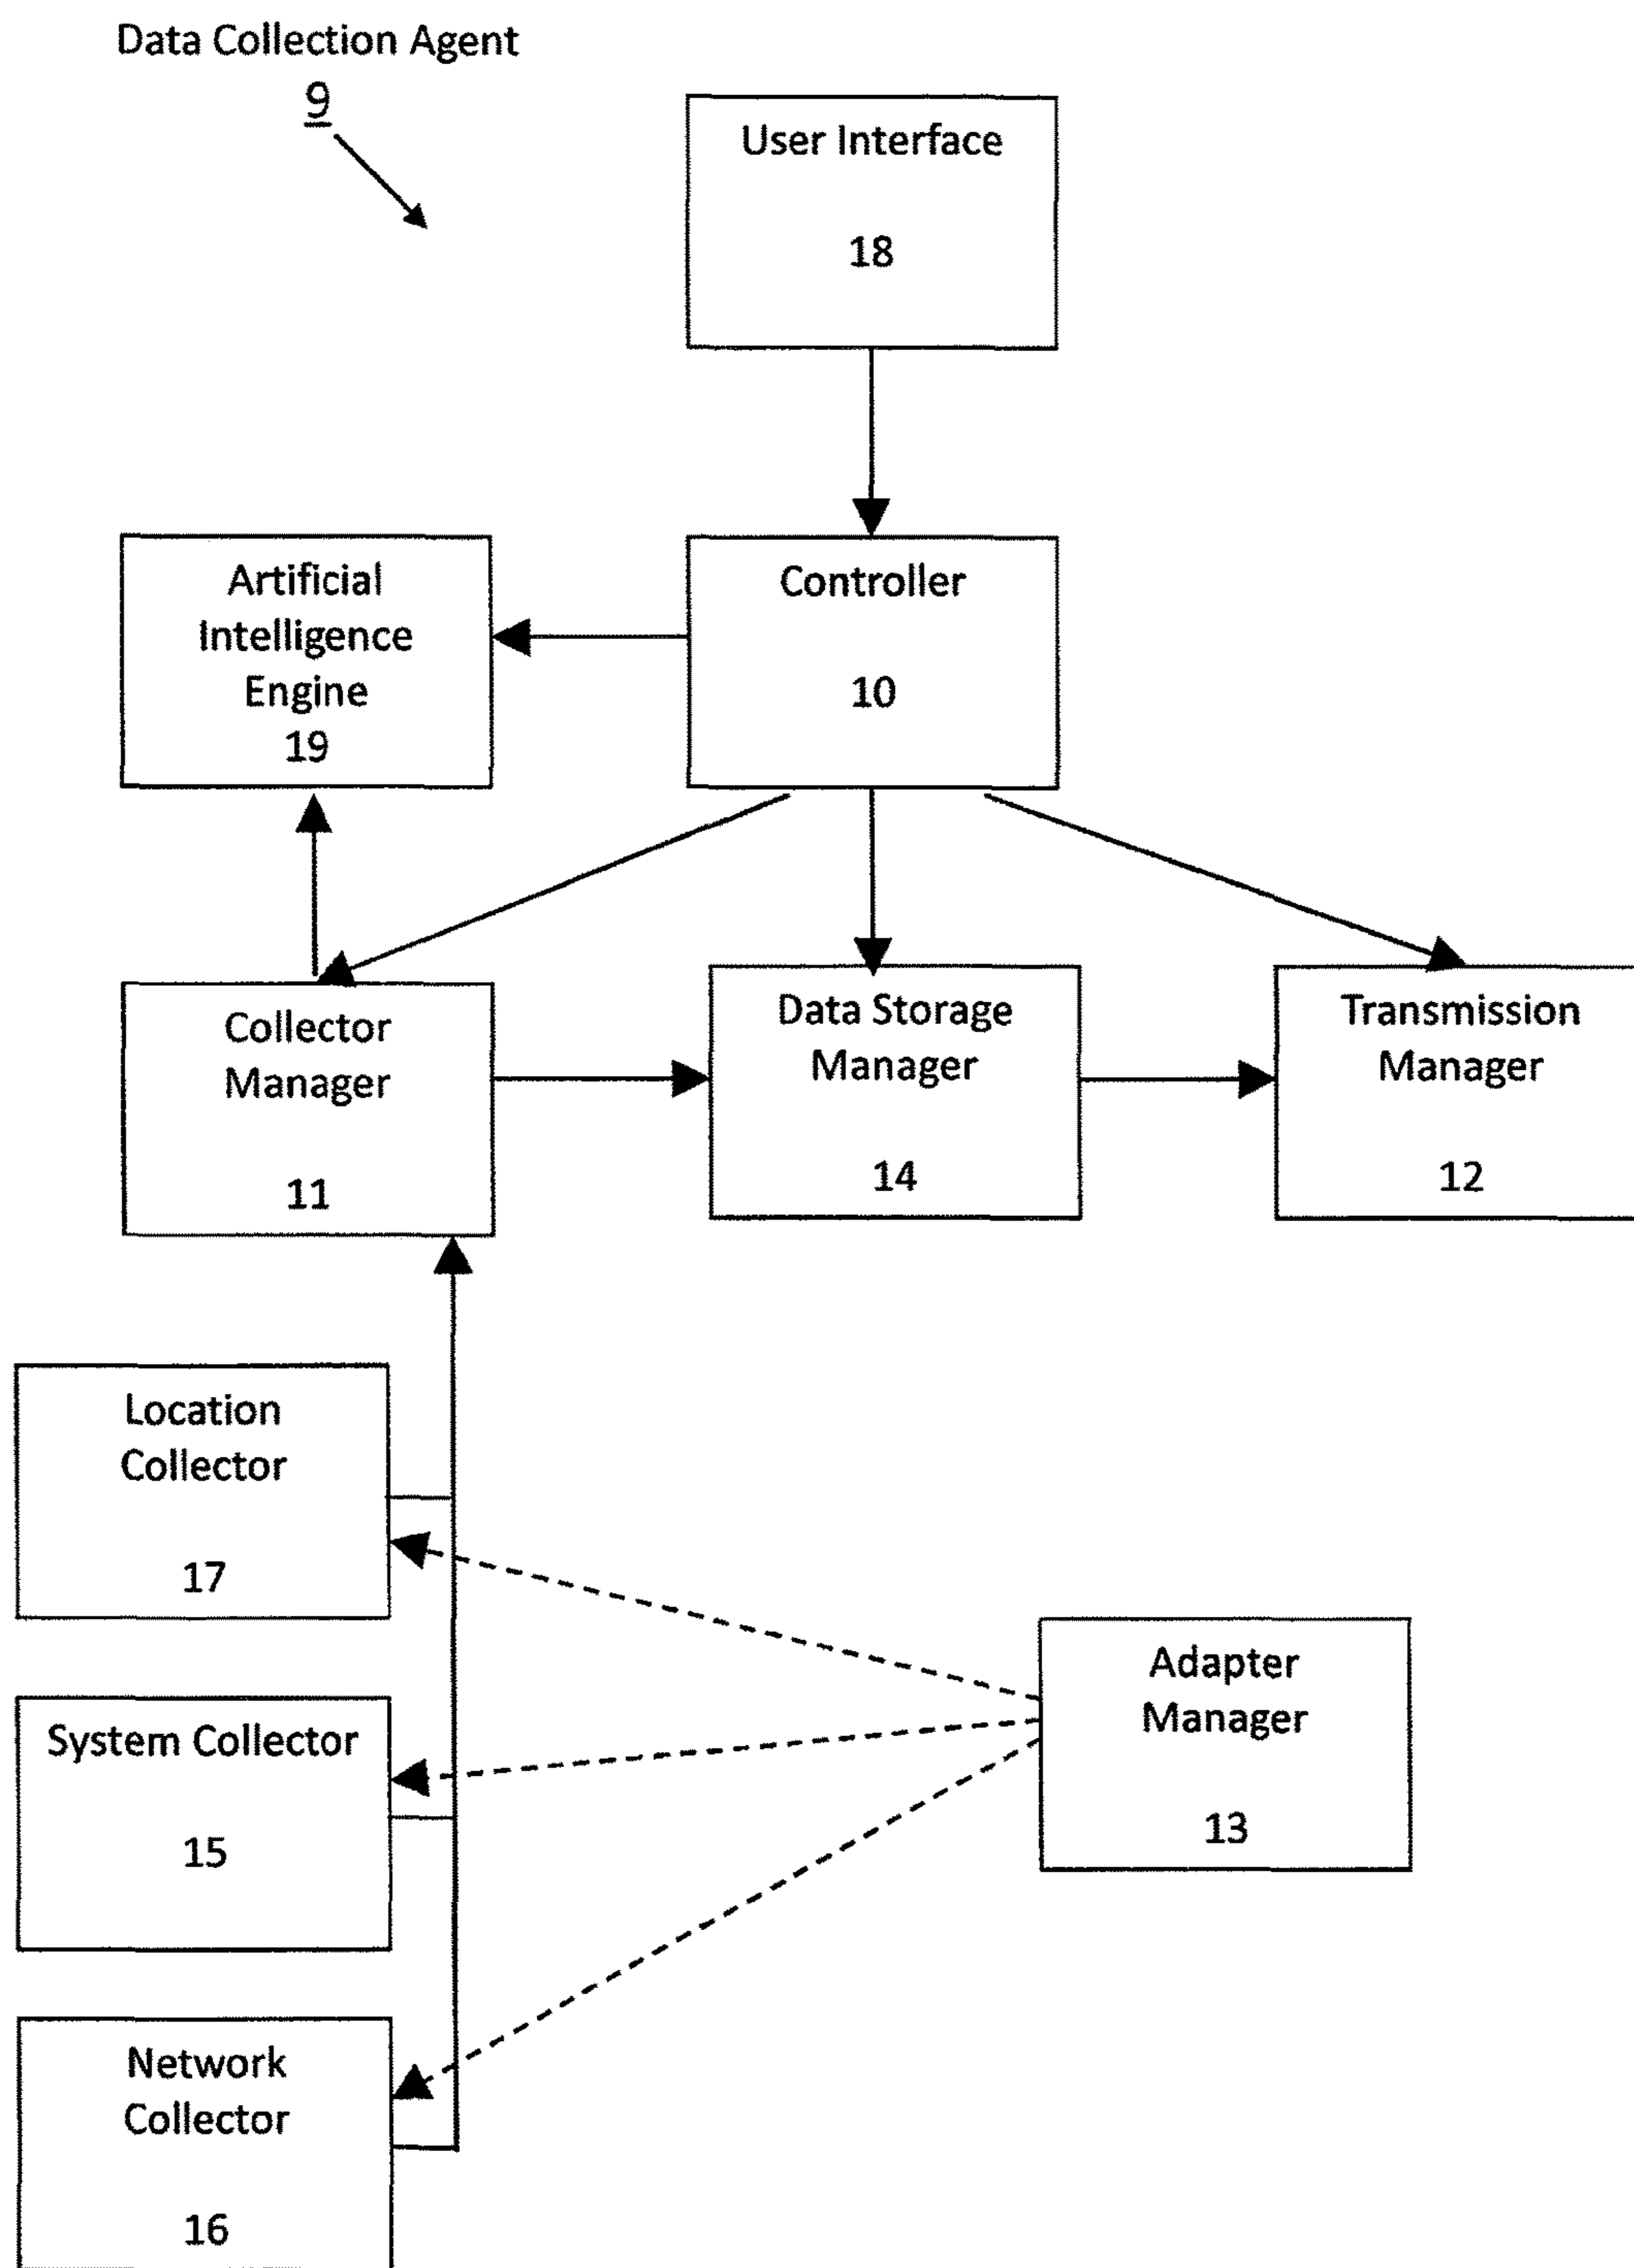 Data Collection Agent
9
User Interface
18
Artificial
Intelligence
Engine
19
Controller
10
Collector
Manager
11
Data Storage
Manager
14
Transmission
Manager
12
Location
Collector
17
System Collector
15
Adapter
Manager
13
Network
Collector
16